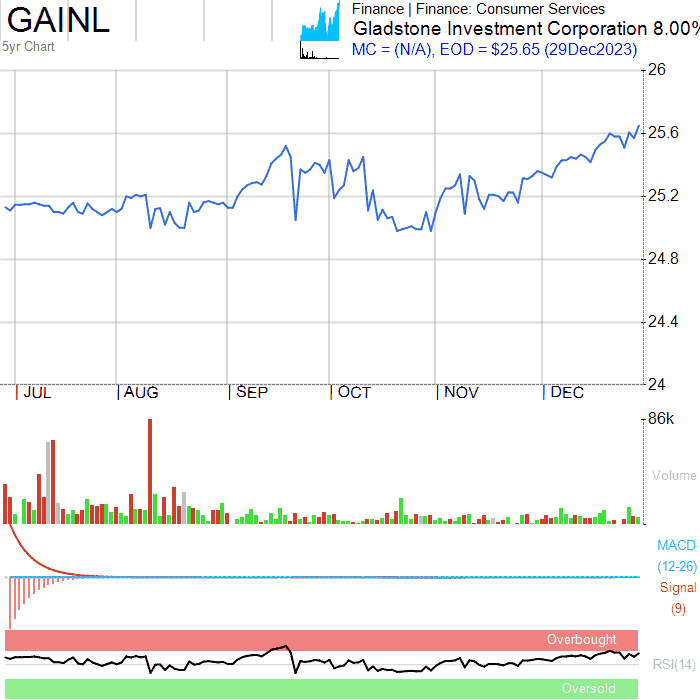 GAINL
5yr Chart
Finance | Finance: Consumer Services
Gladstone Investment Corporation 8.00%
MC = (N/A), EOD = $25.65 (29Dec2023)
26
25.6
25.2
24.8
24.4
24
JUL AUG SEP OCT NOV DEC
86k
Volume
MACD
(12-26)
Signal
(9)
Overbought
RSI(14)
Oversold